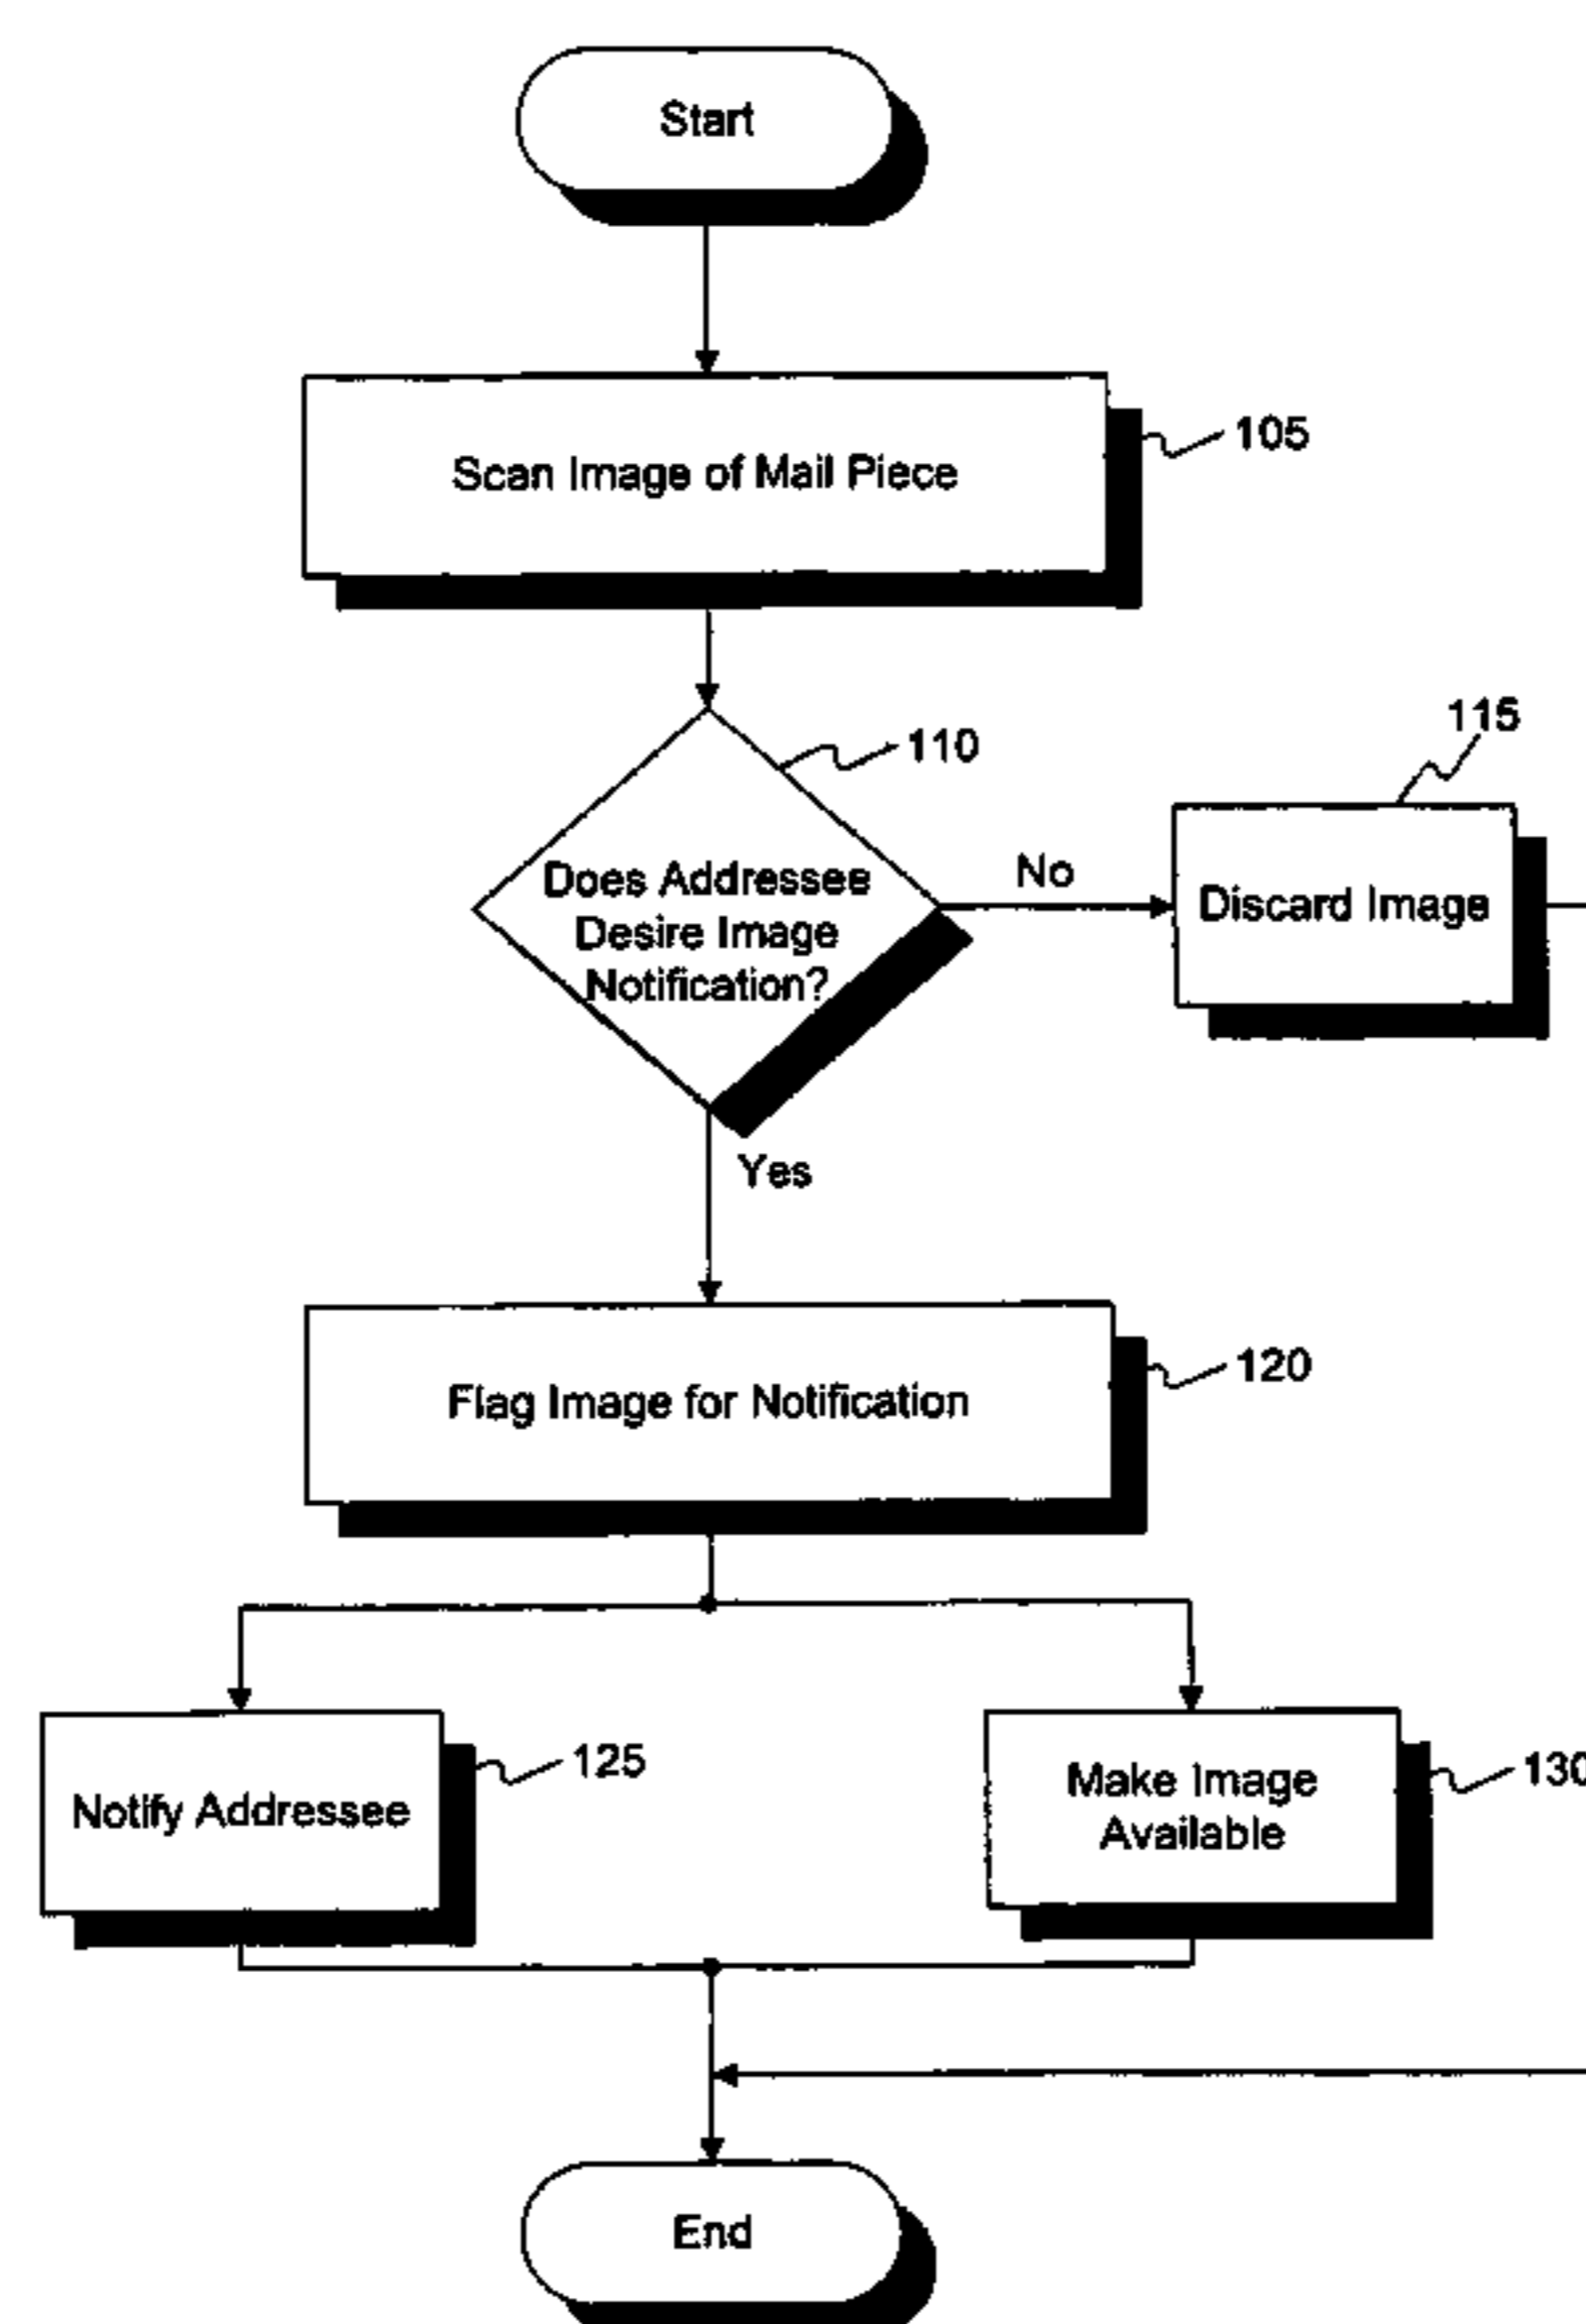 Start
Scan Image of Mail Piece
105
110
115
Does Addressee
Desire Image
Notification?
No
Discard Image
Yes
Flag Image for Notification
120
Notify Addressee
125
Make Image
Available
130
End